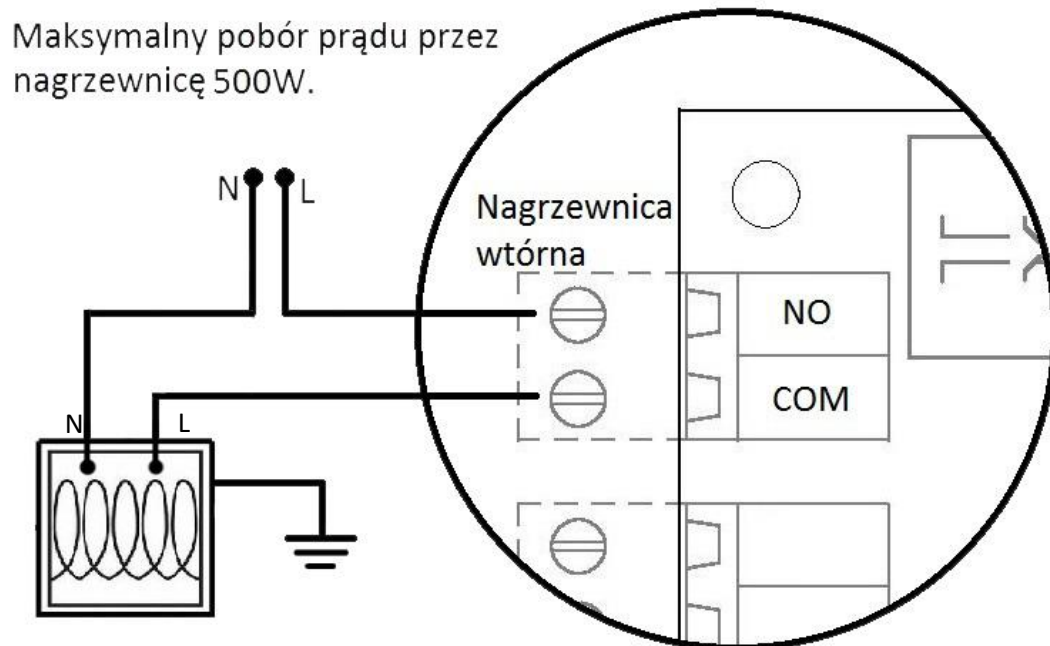 Maksymalny pobór prądu przez
nagrzewnicę 500W.
N L
Nagrzewnica
wtórna
NO
COM
N L